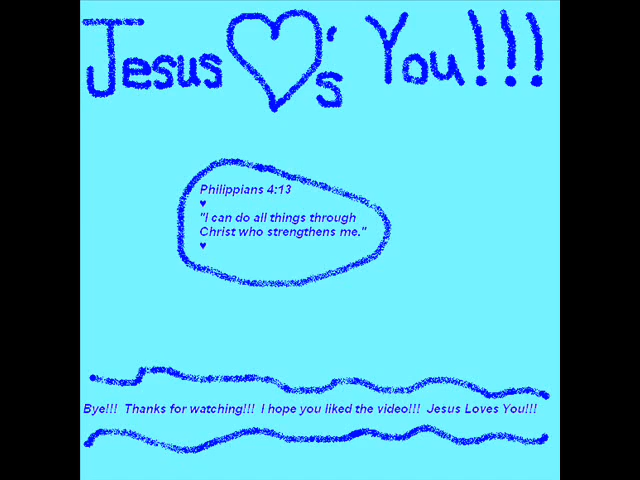 Jesus ♡'s You!!!
Philippians 4:13
♥
"I can do all things through
Christ who strengthens me."
♥
Bye!!!  Thanks for watching!!!  I hope you liked the video!!!  Jesus Loves You!!!